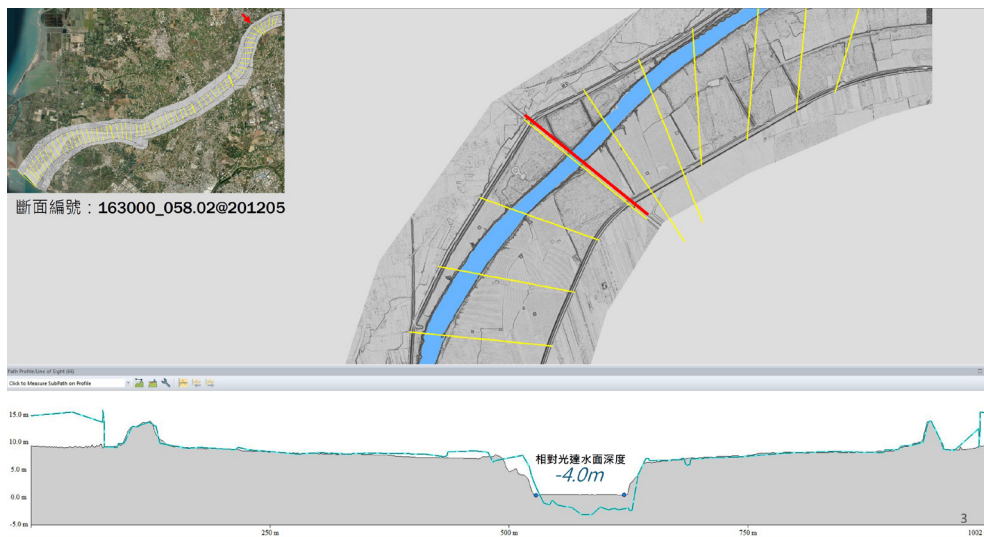 斷面編號：163000_058.02@201205
Path Profile/Line of Sight (66)
Click to Measure SubPath on Profile
15.0 m
10.0 m
5.0 m
0.0 m
-5.0 m
相對光達水面深度
-4.0m
250 m
500 m
750 m
1002
3